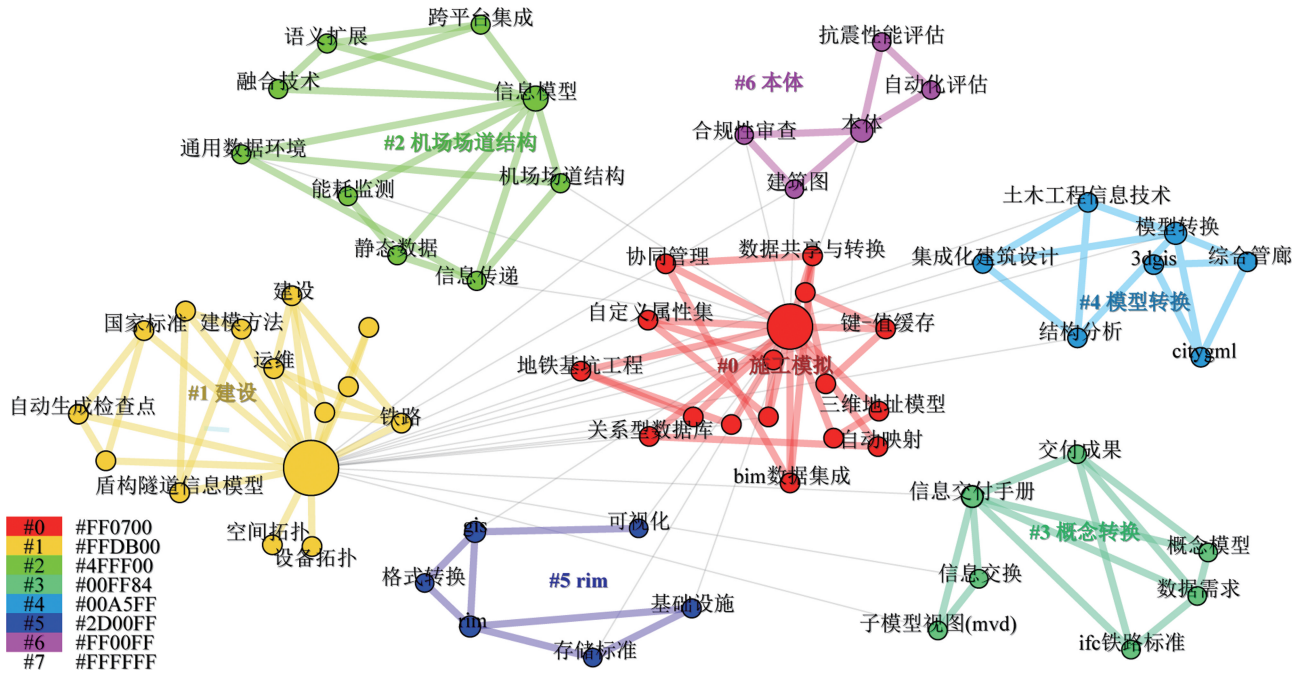 跨平台集成
语义扩展
融合技术
信息模型
#2 机场场道结构
通用数据环境
能耗监测
机场场道结构
静态数据
信息传递
抗震性能评估
#6 本体
自动化评估
合规性审查
本体
建筑图
土木工程信息技术
模型转换
集成化建筑设计
3dgis
综合管廊
#4 模型转换
结构分析
citygml
协同管理
数据共享与转换
自定义属性集
键-值缓存
地铁基坑工程
#0 施工模拟
三维地址模型
关系型数据库
自动映射
bim数据集成
建设
国家标准
建模方法
运维
#1 建设
自动生成检查点
铁路
盾构隧道信息模型
空间拓扑
设备拓扑
gis
可视化
格式转换
#5 rim
基础设施
rim
存储标准
交付成果
信息交付手册
#3 概念转换
概念模型
信息交换
数据需求
子模型视图(mvd)
ifc铁路标准
#0 #FF0700
#1 #FFDB00
#2 #4FFF00
#3 #00FF84
#4 #00A5FF
#5 #2D00FF
#6 #FF00FF
#7 #FFFFFF